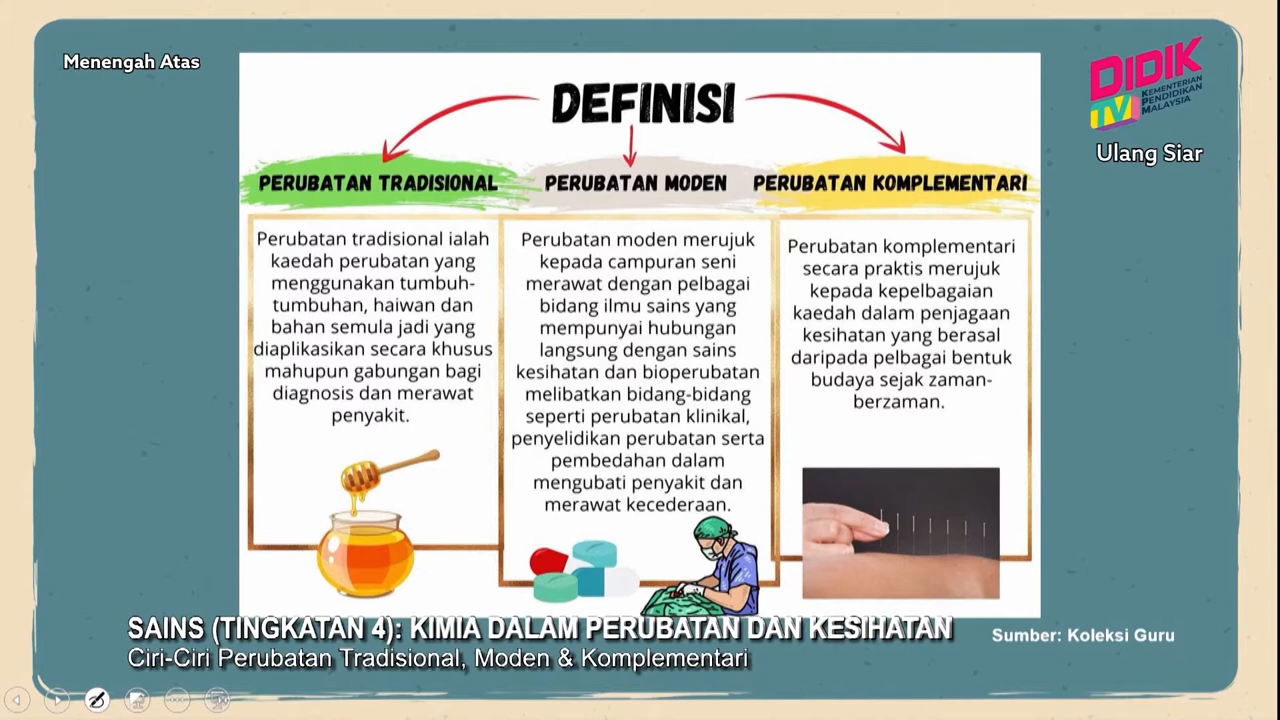 Menengah Atas
DIDIK
TV
KEMENTERIAN
PENDIDIKAN
MALAYSIA
Ulang Siar
DEFINISI
PERUBATAN TRADISIONAL
Perubatan tradisional ialah
kaedah perubatan yang
menggunakan tumbuh-
tumbuhan, haiwan dan
bahan semula jadi yang
diaplikasikan secara khusus
mahupun gabungan bagi
diagnosis dan merawat
penyakit.
PERUBATAN MODEN
Perubatan moden merujuk
kepada campuran seni
merawat dengan pelbagai
bidang ilmu sains yang
mempunyai hubungan
langsung dengan sains
kesihatan dan bioperubatan
melibatkan bidang-bidang
seperti perubatan klinikal,
penyelidikan perubatan serta
pembedahan dalam
mengubati penyakit dan
merawat kecederaan.
PERUBATAN KOMPLEMENTARI
Perubatan komplementari
secara praktis merujuk
kepada kepelbagaian
kaedah dalam penjagaan
kesihatan yang berasal
daripada pelbagai bentuk
budaya sejak zaman-
berzaman.
SAINS (TINGKATAN 4): KIMIA DALAM PERUBATAN DAN KESIHATAN
Ciri-Ciri Perubatan Tradisional, Moden & Komplementari
Sumber: Koleksi Guru